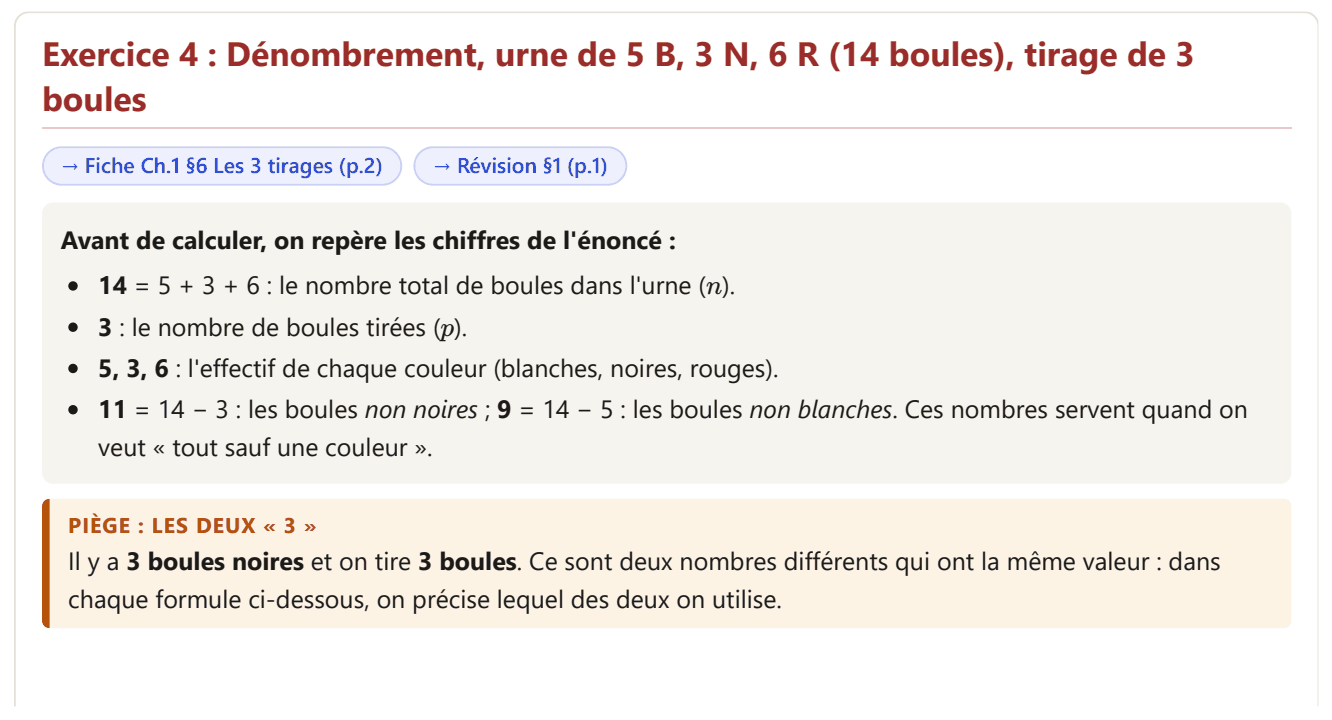 Exercice 4 : Dénombrement, urne de 5 B, 3 N, 6 R (14 boules), tirage de 3
boules
→ Fiche Ch.1 §6 Les 3 tirages (p.2) → Révision §1 (p.1)
Avant de calculer, on repère les chiffres de l'énoncé :
• 14 = 5 + 3 + 6 : le nombre total de boules dans l'urne (n).
• 3 : le nombre de boules tirées (p).
• 5, 3, 6 : l'effectif de chaque couleur (blanches, noires, rouges).
• 11 = 14 − 3 : les boules non noires ; 9 = 14 − 5 : les boules non blanches. Ces nombres servent quand on
veut « tout sauf une couleur ».
PIÈGE : LES DEUX « 3 »
Il y a 3 boules noires et on tire 3 boules. Ce sont deux nombres différents qui ont la même valeur : dans
chaque formule ci-dessous, on précise lequel des deux on utilise.